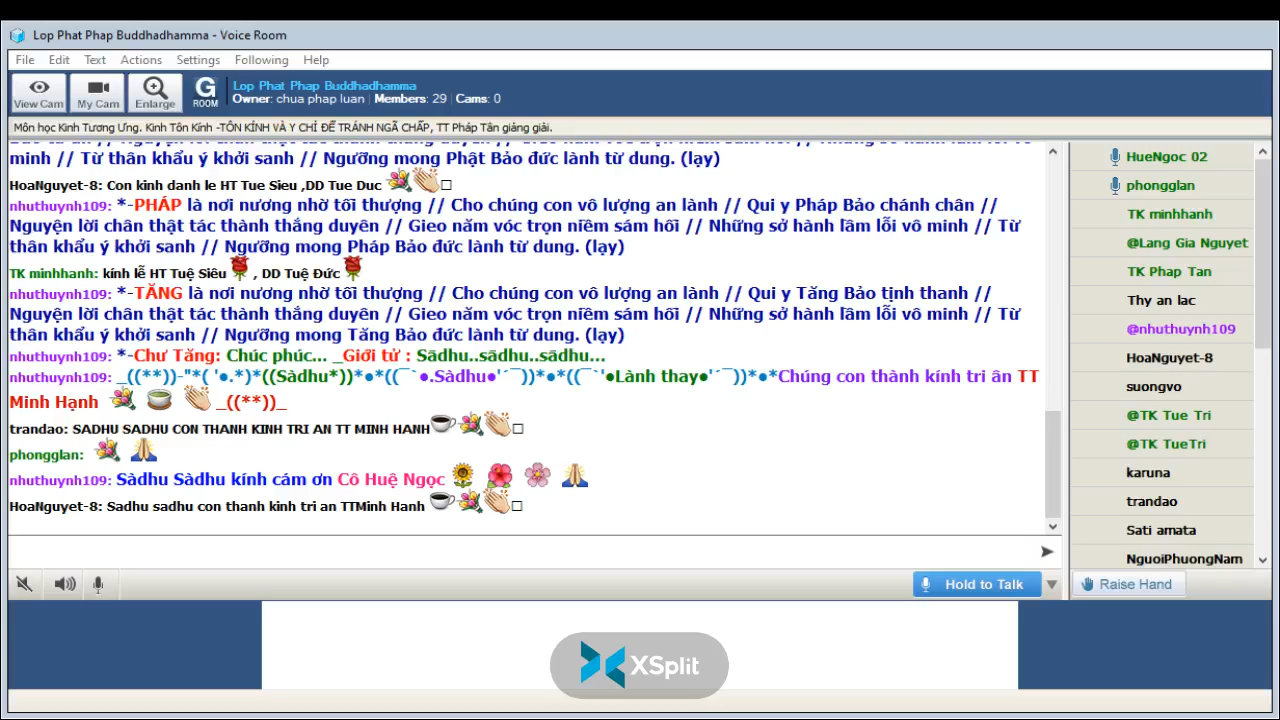 Lop Phat Phap Buddhadhamma - Voice Room
File Edit Text Actions Settings Following Help
View Cam My Cam Enlarge G ROOM
Lop Phat Phap Buddhadhamma
Owner: chua phap luan | Members: 29 | Cams: 0
Môn học Kinh Tương Ưng. Kinh Tôn Kính -TÔN KÍNH VÀ Y CHỈ ĐỂ TRÁNH NGÃ CHẤP, TT Pháp Tân giảng giải.
minh // Từ thân khẩu ý khởi sanh // Ngưỡng mong Phật Bảo đức lành từ dung. (lạy)
HoaNguyet-8: Con kinh danh le HT Tue Sieu ,DD Tue Duc 💐👏□
nhuthuynh109: *-PHÁP là nơi nương nhờ tối thượng // Cho chúng con vô lượng an lành // Qui y Pháp Bảo chánh chân //
Nguyện lời chân thật tác thành thắng duyên // Gieo năm vóc trọn niềm sám hối // Những sở hành lầm lỗi vô minh // Từ
thân khẩu ý khởi sanh // Ngưỡng mong Pháp Bảo đức lành từ dung. (lạy)
TK minhhanh: kính lễ HT Tuệ Siêu🌹, DD Tuệ Đức🌹
nhuthuynh109: *-TĂNG là nơi nương nhờ tối thượng // Cho chúng con vô lượng an lành // Qui y Tăng Bảo tịnh thanh //
Nguyện lời chân thật tác thành thắng duyên // Gieo năm vóc trọn niềm sám hối // Những sở hành lầm lỗi vô minh // Từ
thân khẩu ý khởi sanh // Ngưỡng mong Tăng Bảo đức lành từ dung. (lạy)
nhuthuynh109: *-Chư Tăng: Chúc phúc... _Giới tử : Sādhu..sādhu..sādhu...
nhuthuynh109: _((**))-"*( '●.*)*((Sàdhu*))*●*((¯`●.Sàdhu●'´¯))*●*((¯`'●Lành thay●'´¯))*●*Chúng con thành kính tri ân TT
Minh Hạnh 💐 🍵 👏 _((**))_
trandao: SADHU SADHU CON THANH KINH TRI AN TT MINH HANH☕💐👏□
phongglan: 💐 🙏
nhuthuynh109: Sàdhu Sàdhu kính cám ơn Cô Huệ Ngọc 🌻 🌺 🌸 🙏
HoaNguyet-8: Sadhu sadhu con thanh kinh tri an TTMinh Hanh ☕💐👏□
Hold to Talk
HueNgoc 02
phongglan
TK minhhanh
@Lang Gia Nguyet
TK Phap Tan
Thy an lac
@nhuthuynh109
HoaNguyet-8
suongvo
@TK Tue Tri
@TK TueTri
karuna
trandao
Sati amata
NguoiPhuongNam
Raise Hand
XSplit